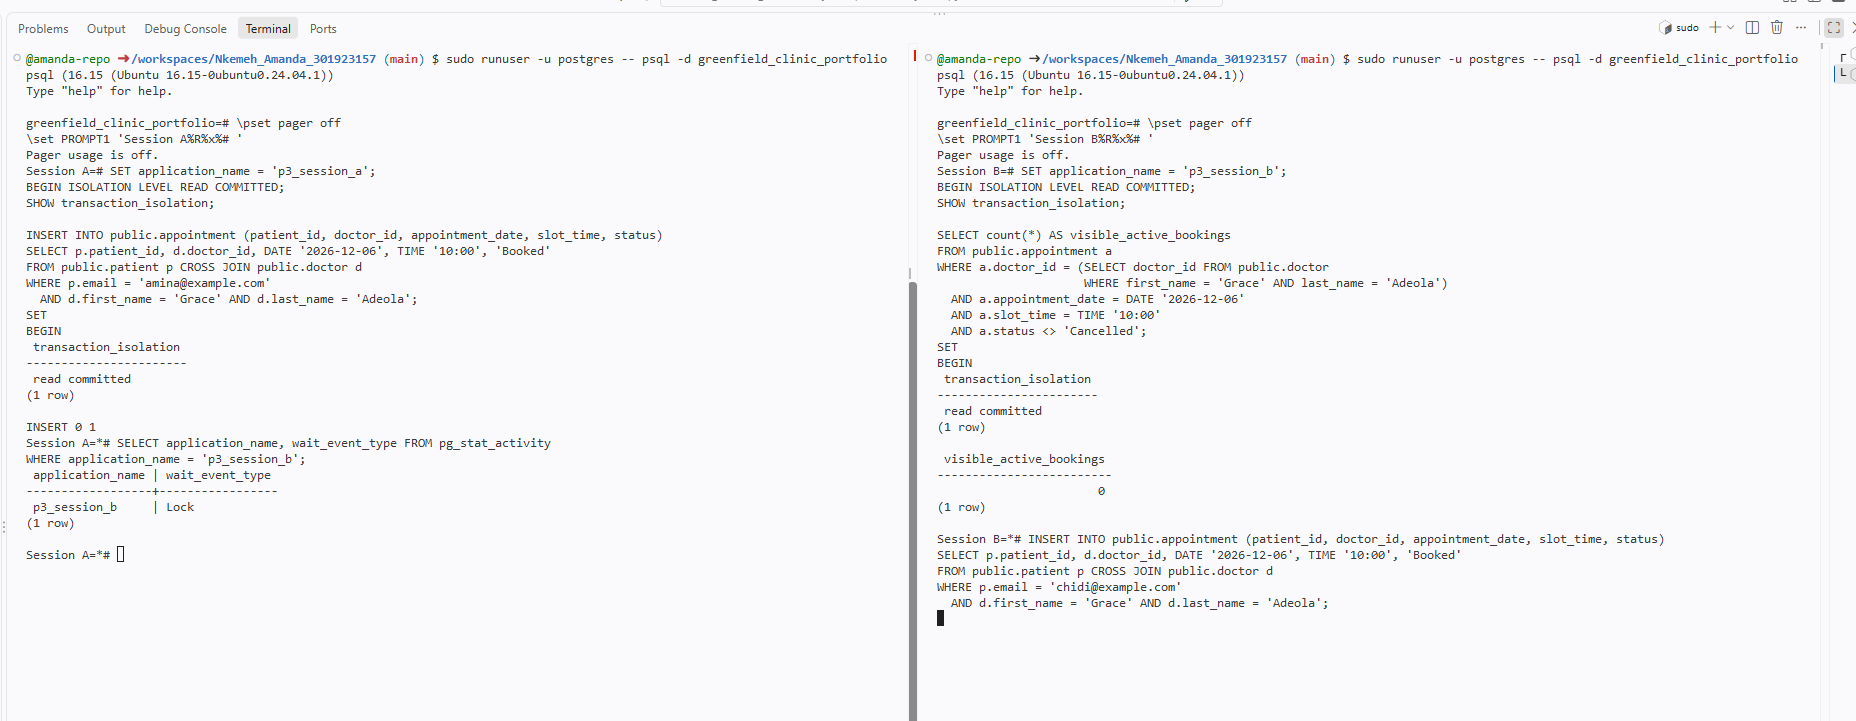 Problems Output Debug Console Terminal Ports
sudo
@amanda-repo ➜/workspaces/Nkemeh_Amanda_301923157 (main) $ sudo runuser -u postgres -- psql -d greenfield_clinic_portfolio
psql (16.15 (Ubuntu 16.15-0ubuntu0.24.04.1))
Type "help" for help.

greenfield_clinic_portfolio=# \pset pager off
\set PROMPT1 'Session A%R%x%# '
Pager usage is off.
Session A=# SET application_name = 'p3_session_a';
BEGIN ISOLATION LEVEL READ COMMITTED;
SHOW transaction_isolation;

INSERT INTO public.appointment (patient_id, doctor_id, appointment_date, slot_time, status)
SELECT p.patient_id, d.doctor_id, DATE '2026-12-06', TIME '10:00', 'Booked'
FROM public.patient p CROSS JOIN public.doctor d
WHERE p.email = 'amina@example.com'
  AND d.first_name = 'Grace' AND d.last_name = 'Adeola';
SET
BEGIN
 transaction_isolation
-----------------------
 read committed
(1 row)

INSERT 0 1
Session A=*# SELECT application_name, wait_event_type FROM pg_stat_activity
WHERE application_name = 'p3_session_b';
 application_name | wait_event_type
------------------+-----------------
 p3_session_b     | Lock
(1 row)

Session A=*#
@amanda-repo ➜/workspaces/Nkemeh_Amanda_301923157 (main) $ sudo runuser -u postgres -- psql -d greenfield_clinic_portfolio
psql (16.15 (Ubuntu 16.15-0ubuntu0.24.04.1))
Type "help" for help.

greenfield_clinic_portfolio=# \pset pager off
\set PROMPT1 'Session B%R%x%# '
Pager usage is off.
Session B=# SET application_name = 'p3_session_b';
BEGIN ISOLATION LEVEL READ COMMITTED;
SHOW transaction_isolation;

SELECT count(*) AS visible_active_bookings
FROM public.appointment a
WHERE a.doctor_id = (SELECT doctor_id FROM public.doctor
                     WHERE first_name = 'Grace' AND last_name = 'Adeola')
  AND a.appointment_date = DATE '2026-12-06'
  AND a.slot_time = TIME '10:00'
  AND a.status <> 'Cancelled';
SET
BEGIN
 transaction_isolation
-----------------------
 read committed
(1 row)

 visible_active_bookings
-------------------------
                       0
(1 row)

Session B=*# INSERT INTO public.appointment (patient_id, doctor_id, appointment_date, slot_time, status)
SELECT p.patient_id, d.doctor_id, DATE '2026-12-06', TIME '10:00', 'Booked'
FROM public.patient p CROSS JOIN public.doctor d
WHERE p.email = 'chidi@example.com'
  AND d.first_name = 'Grace' AND d.last_name = 'Adeola';